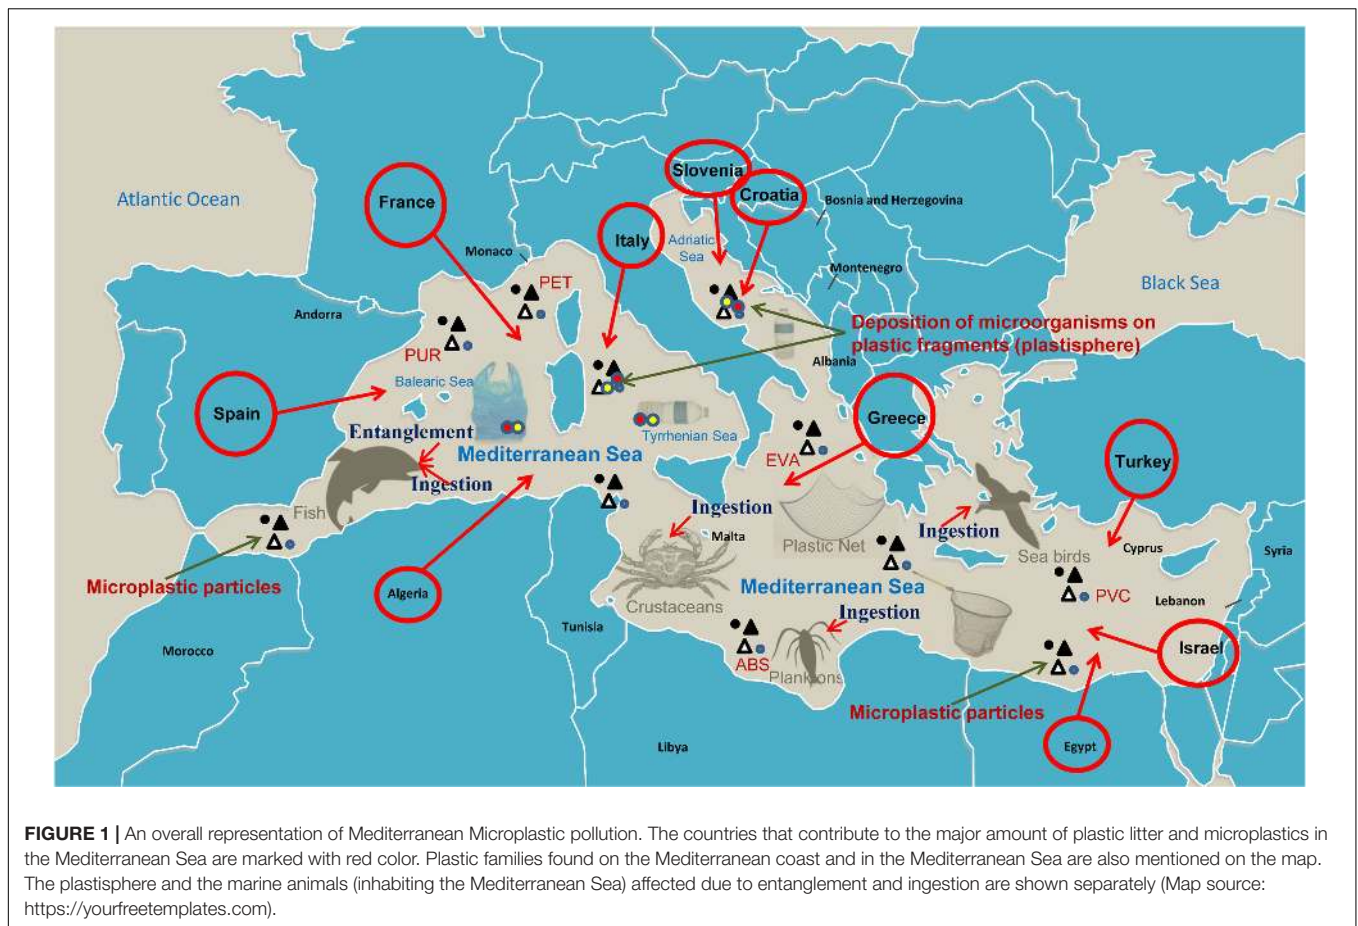 Atlantic Ocean
France
Monaco
Italy
Slovenia
Croatia
Bosnia and Herzegovina
Adriatic
Sea
Montenegro
Black Sea
Andorra
PET
PUR
Deposition of microorganisms on
plastic fragments (plastisphere)
Albania
Balearic Sea
Spain
Greece
Entanglement
Tyrrhenian Sea
Mediterranean Sea
EVA
Turkey
Ingestion
Fish
Ingestion
Malta
Plastic Net
Ingestion
Sea birds
Cyprus
Syria
Microplastic particles
Algeria
Mediterranean Sea
PVC
Lebanon
Crustaceans
Ingestion
Tunisia
Morocco
ABS
Planktons
Israel
Microplastic particles
Libya
Egypt
FIGURE 1 | An overall representation of Mediterranean Microplastic pollution. The countries that contribute to the major amount of plastic litter and microplastics in
the Mediterranean Sea are marked with red color. Plastic families found on the Mediterranean coast and in the Mediterranean Sea are also mentioned on the map.
The plastisphere and the marine animals (inhabiting the Mediterranean Sea) affected due to entanglement and ingestion are shown separately (Map source:
https://yourfreetemplates.com).